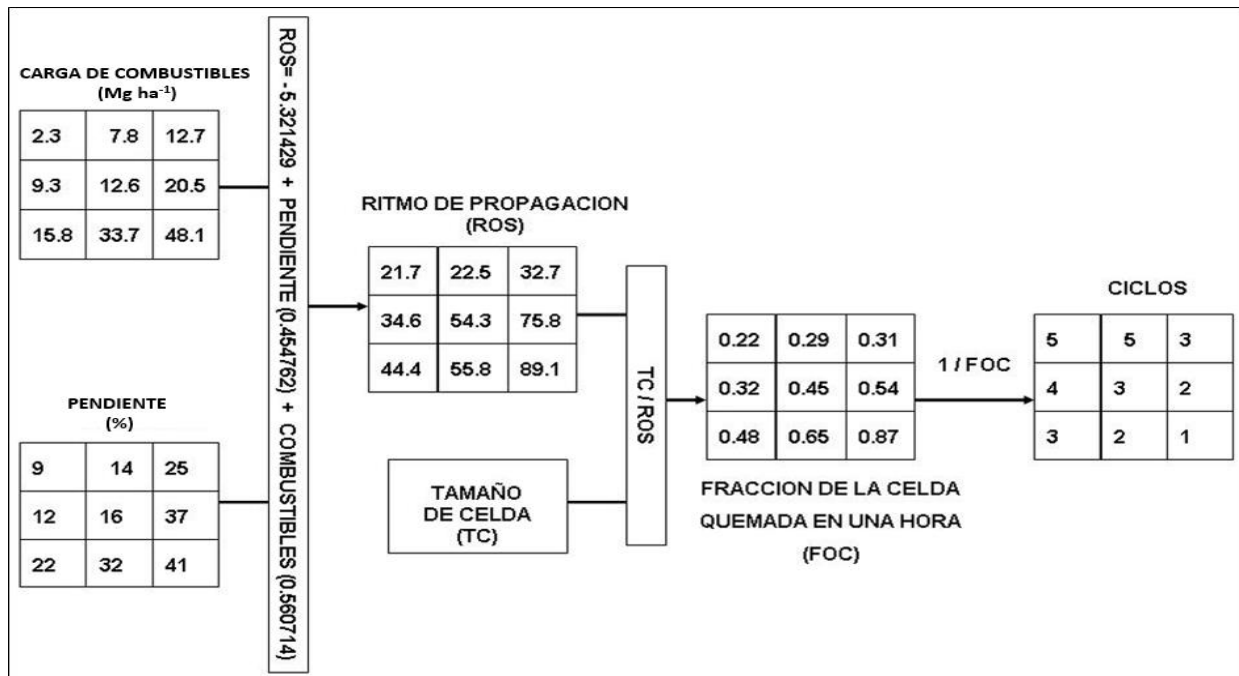 CARGA DE COMBUSTIBLES
(Mg ha⁻¹)
2.3 7.8 12.7
9.3 12.6 20.5
15.8 33.7 48.1
PENDIENTE
(%)
9 14 25
12 16 37
22 32 41
ROS= - 5.321429 + PENDIENTE (0.454762) + COMBUSTIBLES (0.560714)
RITMO DE PROPAGACION
(ROS)
21.7 22.5 32.7
34.6 54.3 75.8
44.4 55.8 89.1
TAMAÑO
DE CELDA
(TC)
TC / ROS
0.22 0.29 0.31
0.32 0.45 0.54
0.48 0.65 0.87
FRACCION DE LA CELDA
QUEMADA EN UNA HORA
(FOC)
1 / FOC
CICLOS
5 5 3
4 3 2
3 2 1